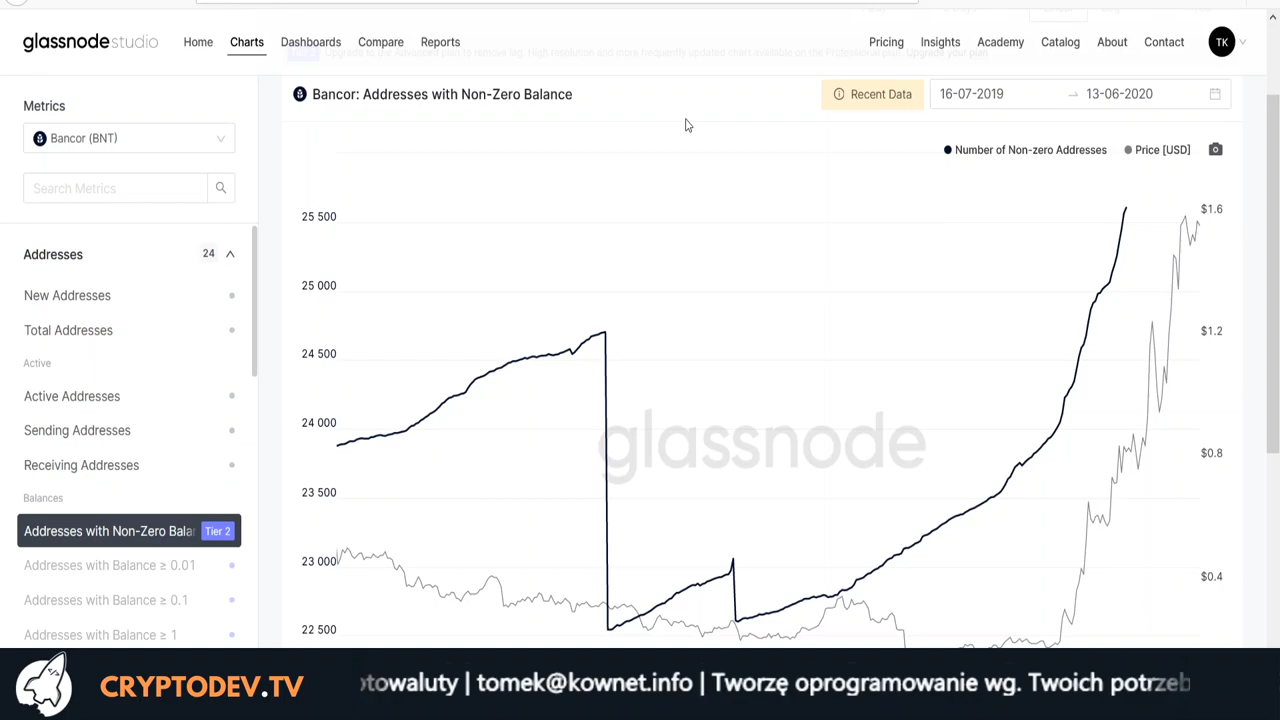 glassnode studio
Home Charts Dashboards Compare Reports
Pricing Insights Academy Catalog About Contact TK
Metrics
Bancor (BNT)
Search Metrics
Addresses 24
New Addresses
Total Addresses
Active
Active Addresses
Sending Addresses
Receiving Addresses
Balances
Addresses with Non-Zero Bala Tier 2
Addresses with Balance ≥ 0.01
Addresses with Balance ≥ 0.1
Addresses with Balance ≥ 1
Bancor: Addresses with Non-Zero Balance
Recent Data
16-07-2019 → 13-06-2020
Number of Non-zero Addresses Price [USD]
25 500
25 000
24 500
24 000
23 500
23 000
22 500
$1.6
$1.2
$0.8
$0.4
glassnode
CRYPTODEV.TV
towaluty | tomek@kownet.info | Tworzę oprogramowanie wg. Twoich potrzeb